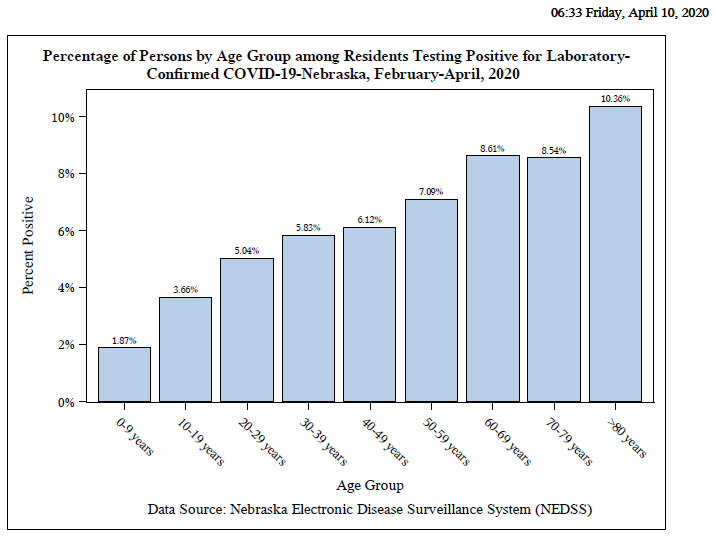 06:33 Friday, April 10, 2020
Percentage of Persons by Age Group among Residents Testing Positive for Laboratory-
Confirmed COVID-19-Nebraska, February-April, 2020
10.36%
10%
8.61%
8.54%
8%
7.09%
6.12%
6%
5.83%
5.04%
4%
3.66%
2%
1.87%
0%
Percent Positive
0-9 years
10-19 years
20-29 years
30-39 years
40-49 years
50-59 years
60-69 years
70-79 years
>80 years
Age Group
Data Source: Nebraska Electronic Disease Surveillance System (NEDSS)